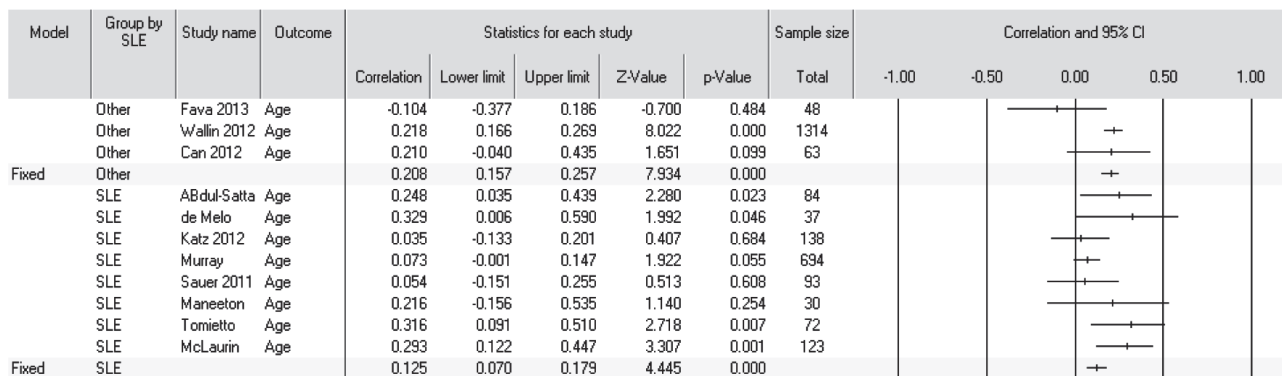 Model Group by SLE Study name Outcome Statistics for each study Sample size Correlation and 95% CI
Correlation Lower limit Upper limit Z-Value p-Value Total -1.00 -0.50 0.00 0.50 1.00
Other Fava 2013 Age -0.104 -0.377 0.186 -0.700 0.484 48
Other Wallin 2012 Age 0.218 0.166 0.269 8.022 0.000 1314
Other Can 2012 Age 0.210 -0.040 0.435 1.651 0.099 63
Fixed Other 0.208 0.157 0.257 7.934 0.000
SLE ABdul-Satta Age 0.248 0.035 0.439 2.280 0.023 84
SLE de Melo Age 0.329 0.006 0.590 1.992 0.046 37
SLE Katz 2012 Age 0.035 -0.133 0.201 0.407 0.684 138
SLE Murray Age 0.073 -0.001 0.147 1.922 0.055 694
SLE Sauer 2011 Age 0.054 -0.151 0.255 0.513 0.608 93
SLE Maneeton Age 0.216 -0.156 0.535 1.140 0.254 30
SLE Tomietto Age 0.316 0.091 0.510 2.718 0.007 72
SLE McLaurin Age 0.293 0.122 0.447 3.307 0.001 123
Fixed SLE 0.125 0.070 0.179 4.445 0.000